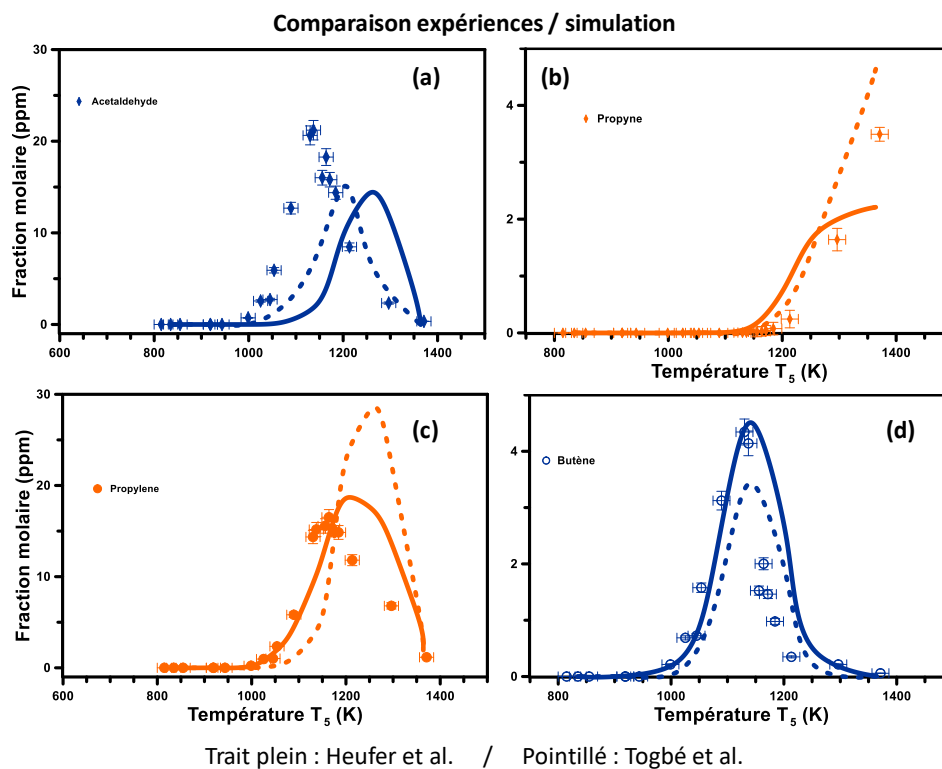 Comparaison expériences / simulation
30
20
10
0
Fraction molaire (ppm)
Acetaldehyde
(a)
600
800
1000
1200
1400
4
2
0
Propyne
(b)
800
1000
1200
1400
Température T5 (K)
30
20
10
0
Fraction molaire (ppm)
Propylene
(c)
600
800
1000
1200
1400
Température T5 (K)
4
2
0
Butène
(d)
800
1000
1200
1400
Température T5 (K)
Trait plein : Heufer et al. / Pointillé : Togbé et al.